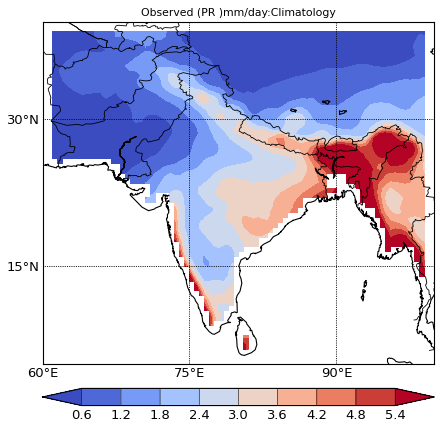 Observed (PR )mm/day:Climatology
30°N
15°N
60°E 75°E 90°E
0.6 1.2 1.8 2.4 3.0 3.6 4.2 4.8 5.4